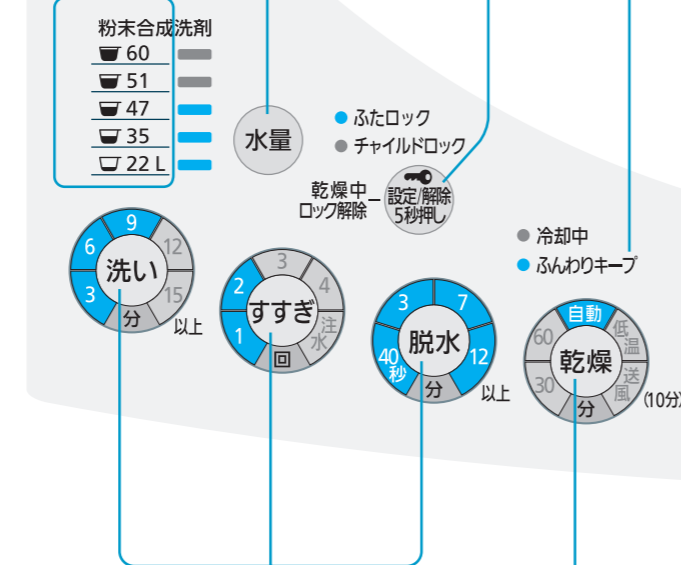 粉末合成洗剤
60
51
47
35
22 L
水量
ふたロック
チャイルドロック
乾燥中
ロック解除
設定/解除
5秒押し
冷却中
ふんわりキープ
洗い
3
6
9
12
15
分
以上
すすぎ
1
2
3
4
注水
回
脱水
40秒
3
7
12
分
以上
乾燥
30
60
自動
低温
送風
分
(10分)